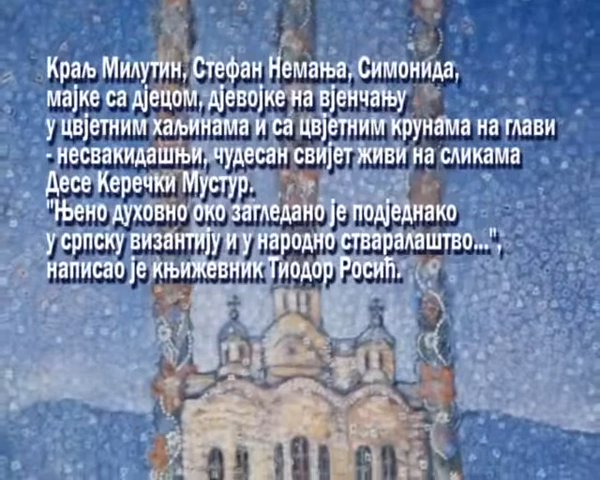 Краљ Милутин, Стефан Немања, Симонида,
мајке са дјецом, дјевојке на вјенчању
у цвјетним хаљинама и са цвјетним крунама на глави
- несвакидашњи, чудесан свијет живи на сликама
Десе Керечки Мустур.
"Њено духовно око загледано је подједнако
у српску византију и у народно стваралаштво...",
написао је књижевник Тиодор Росић.